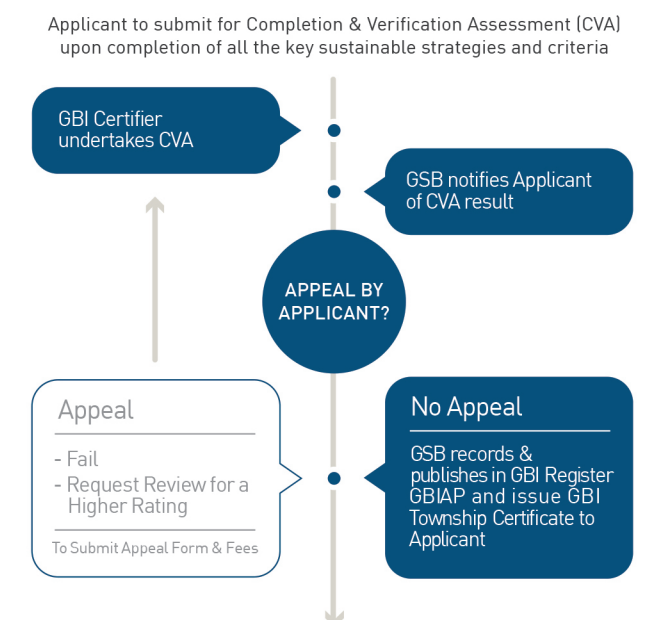 Applicant to submit for Completion & Verification Assessment (CVA)
upon completion of all the key sustainable strategies and criteria
GBI Certifier
undertakes CVA
GSB notifies Applicant
of CVA result
APPEAL BY
APPLICANT?
Appeal
- Fail
- Request Review for a
Higher Rating
To Submit Appeal Form & Fees
No Appeal
GSB records &
publishes in GBI Register
GBIAP and issue GBI
Township Certificate to
Applicant